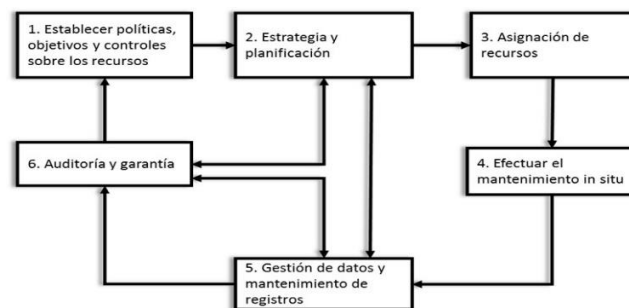 1. Establecer políticas,
objetivos y controles
sobre los recursos
2. Estrategia y
planificación
3. Asignación de
recursos
6. Auditoría y garantía
4. Efectuar el
mantenimiento in situ
5. Gestión de datos y
mantenimiento de
registros